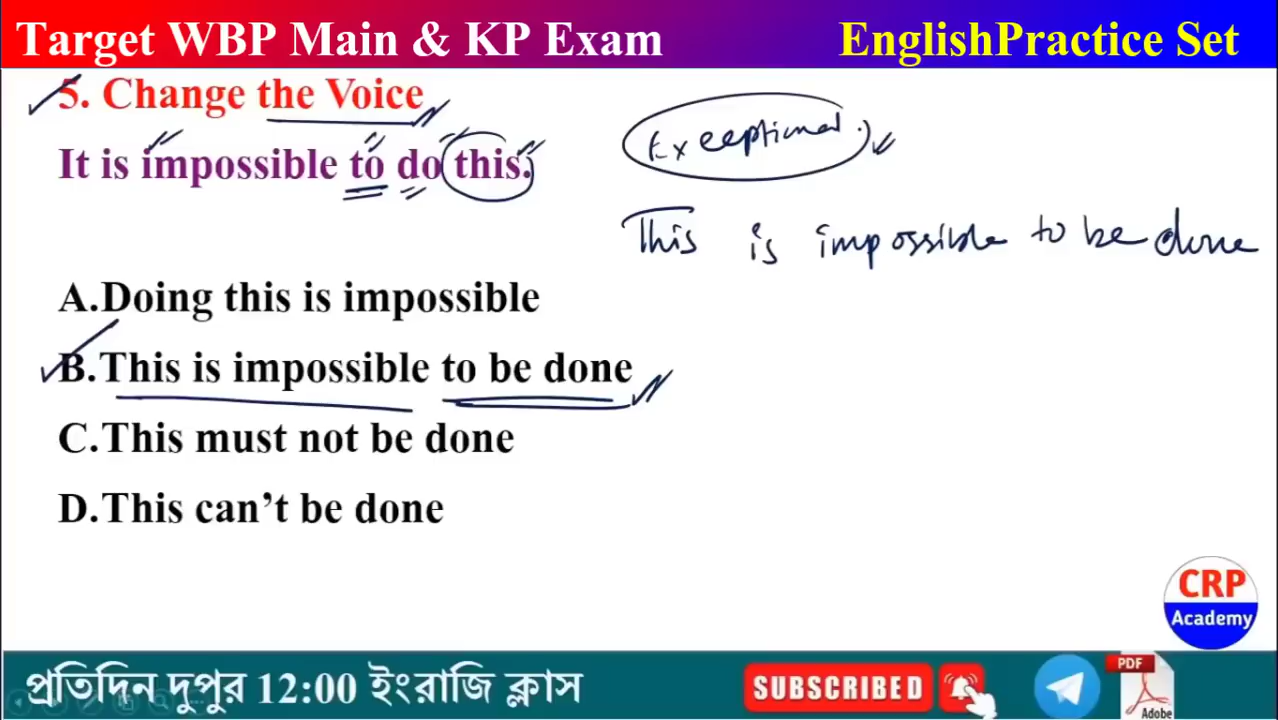 Target WBP Main & KP Exam
EnglishPractice Set
5. Change the Voice
It is impossible to do this.
Exceptional.
This is impossible to be done
A.Doing this is impossible
B.This is impossible to be done
C.This must not be done
D.This can't be done
CRP
Academy
প্রতিদিন দুপুর 12:00 ইংরাজি ক্লাস
SUBSCRIBED
PDF
Adobe